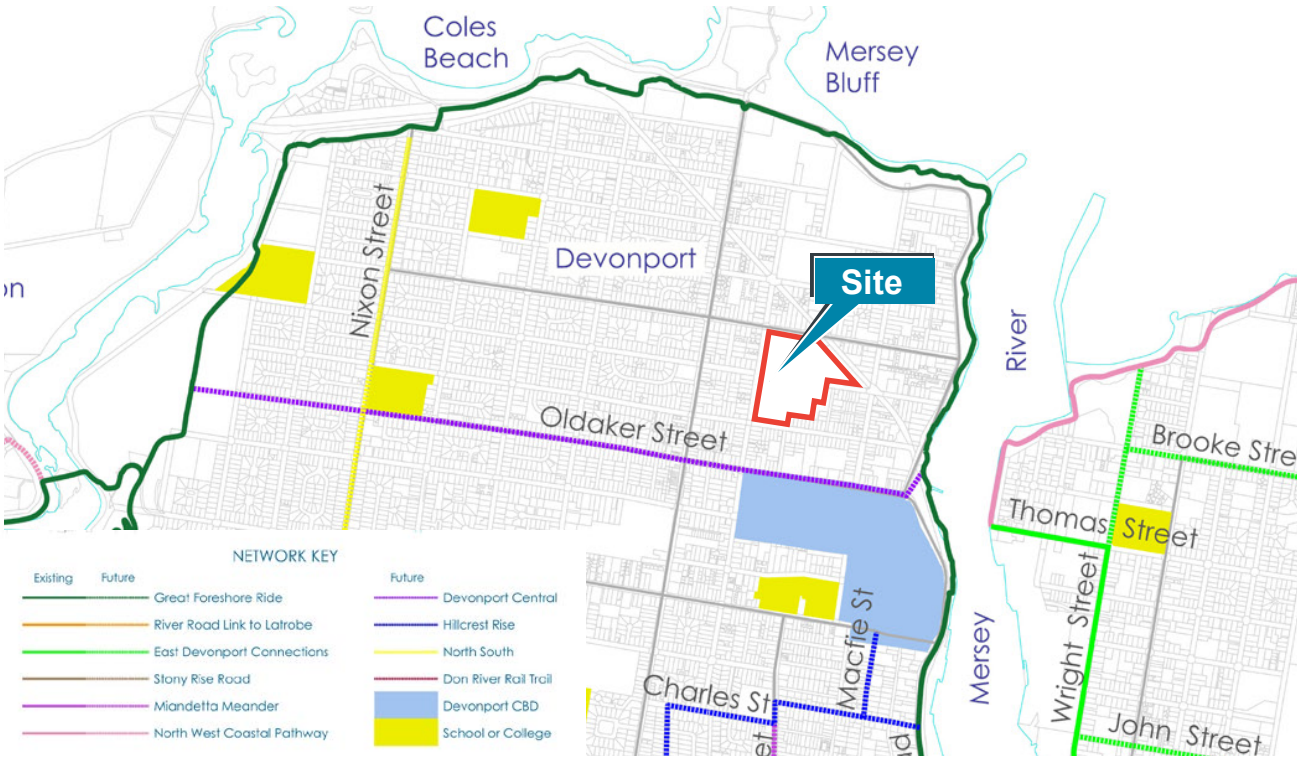 Coles
Beach
Mersey
Bluff
Nixon Street
Devonport
Site
on
River
Oldaker Street
Brooke Stre
Thomas Street
Wright Street
Mersey
Macfie St
Charles St
et
ad
John Street
NETWORK KEY
Existing Future
Future
Great Foreshore Ride
River Road Link to Latrobe
East Devonport Connections
Stony Rise Road
Miandetta Meander
North West Coastal Pathway
Devonport Central
Hillcrest Rise
North South
Don River Rail Trail
Devonport CBD
School or College